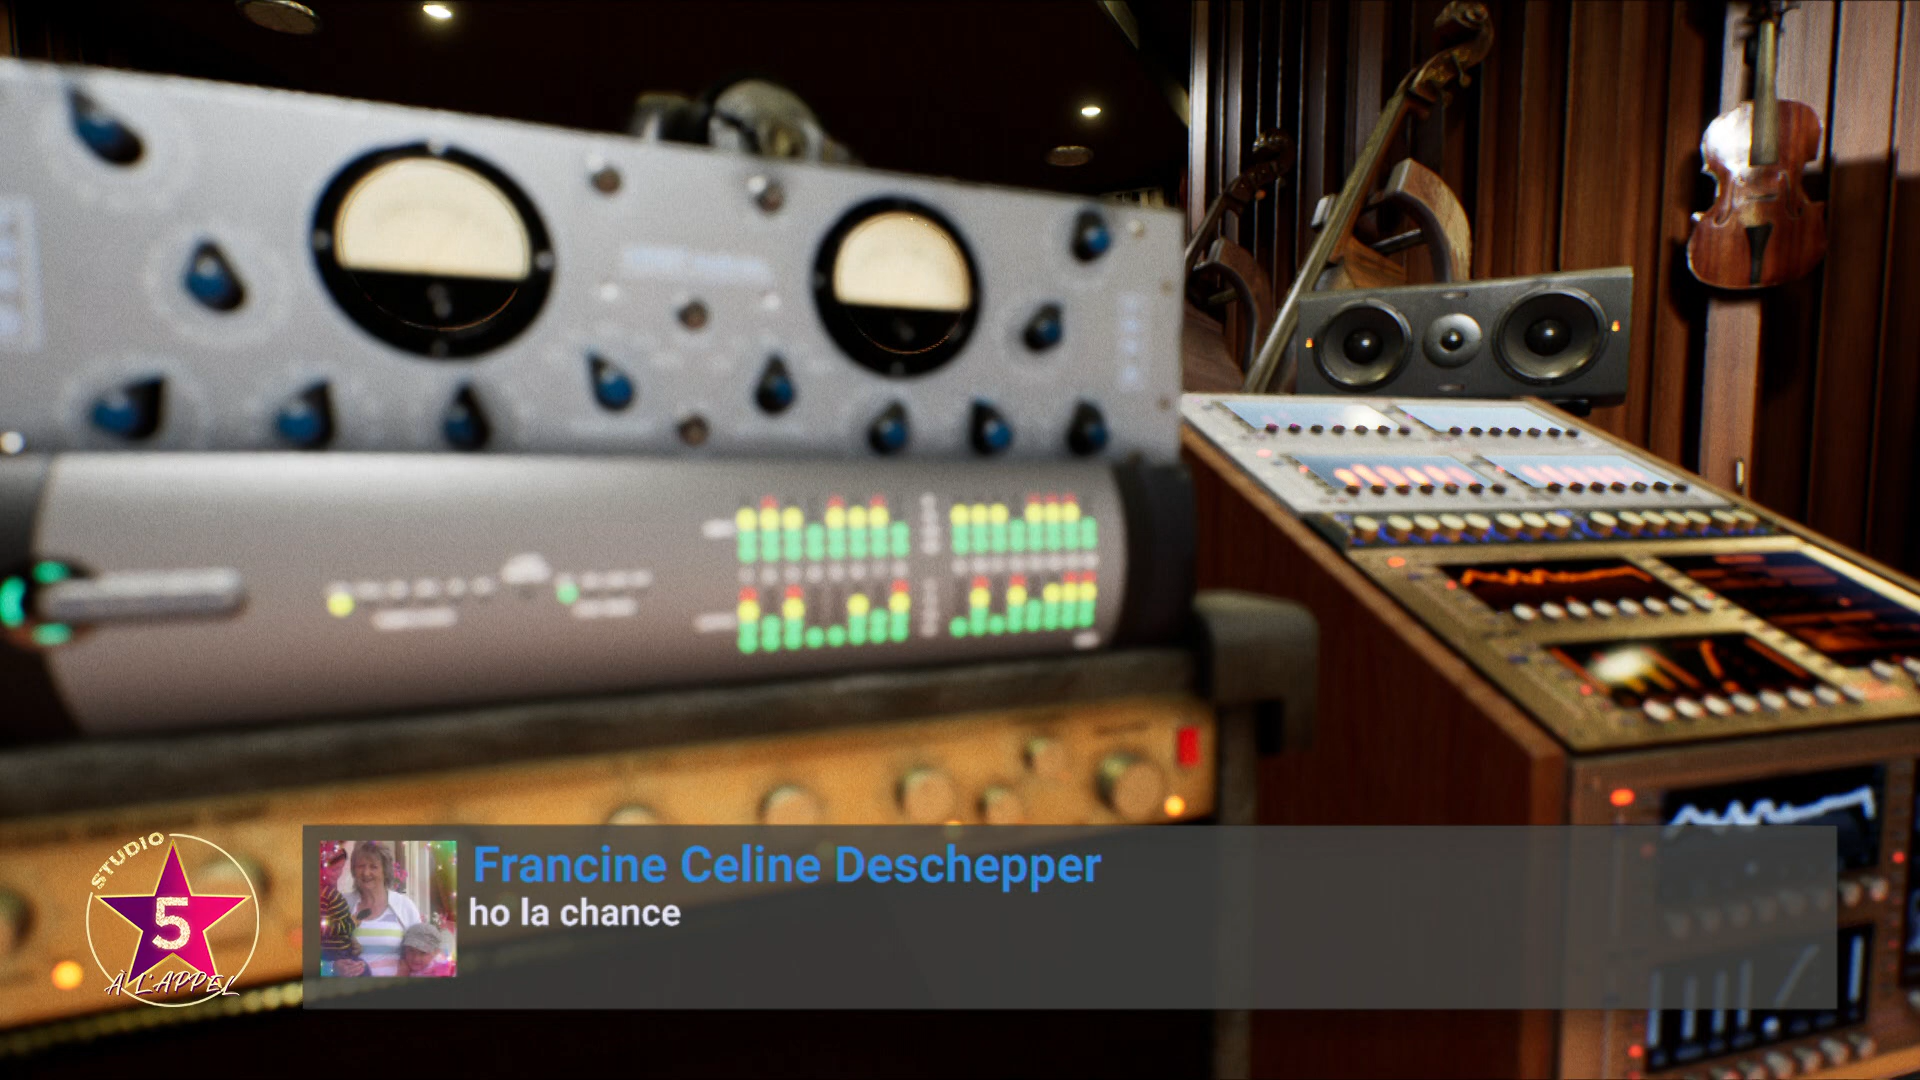 Francine Celine Deschepper
ho la chance
STUDIO
5
À L'APPEL